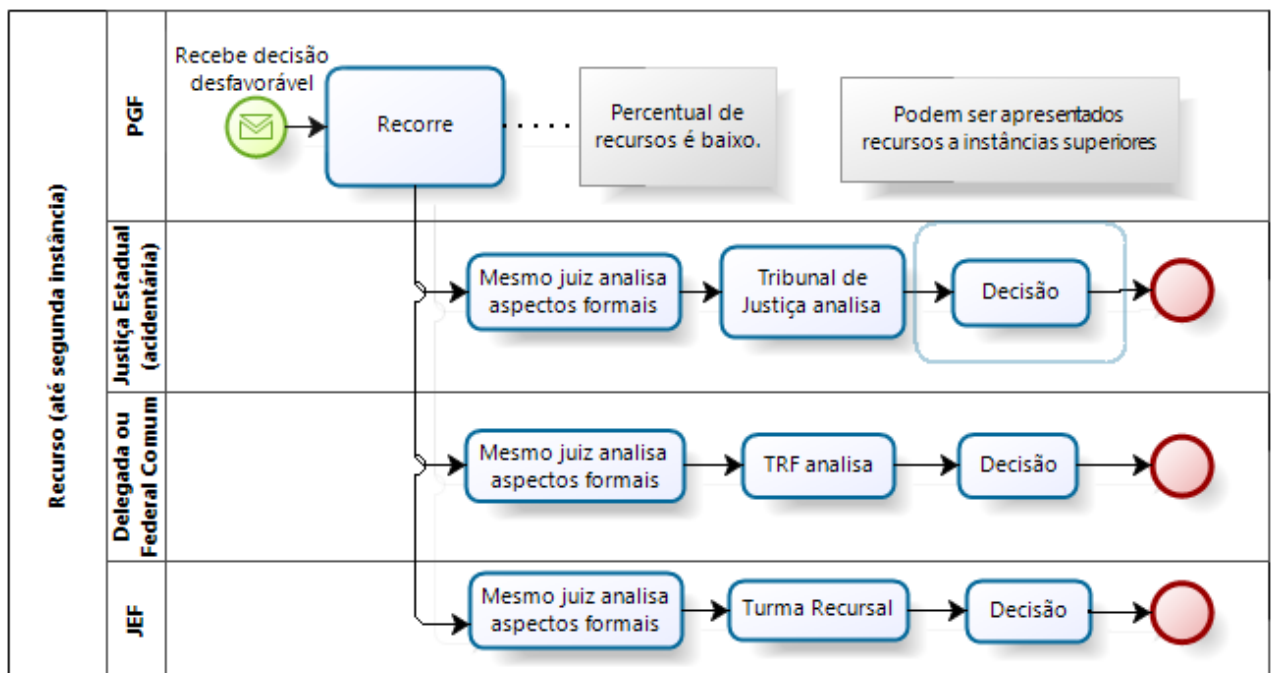 Recurso (até segunda instância)
PGF
Recebe decisão
desfavorável
Recorre
Percentual de
recursos é baixo.
Podem ser apresentados
recursos a instâncias superiores
Justiça Estadual
(acidentária)
Mesmo juiz analisa
aspectos formais
Tribunal de
Justiça analisa
Decisão
Delegada ou
Federal Comum
Mesmo juiz analisa
aspectos formais
TRF analisa
Decisão
JEF
Mesmo juiz analisa
aspectos formais
Turma Recursal
Decisão